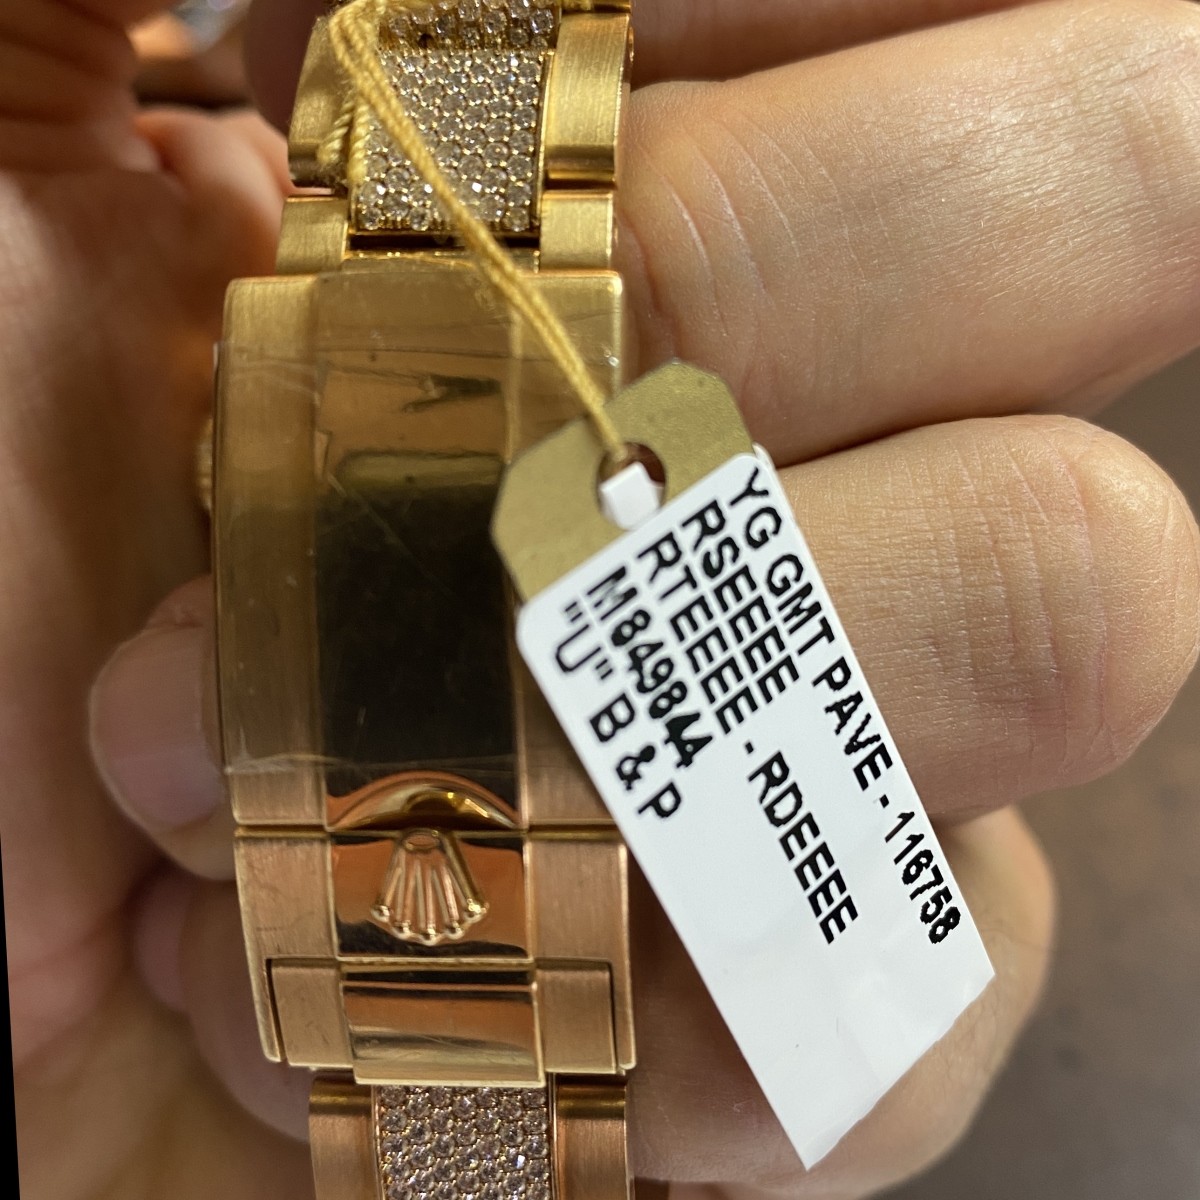 YG GMT PAVE - 116758
RSEEEE
RTEEEE - RDEEEE
M849844
"U" B & P